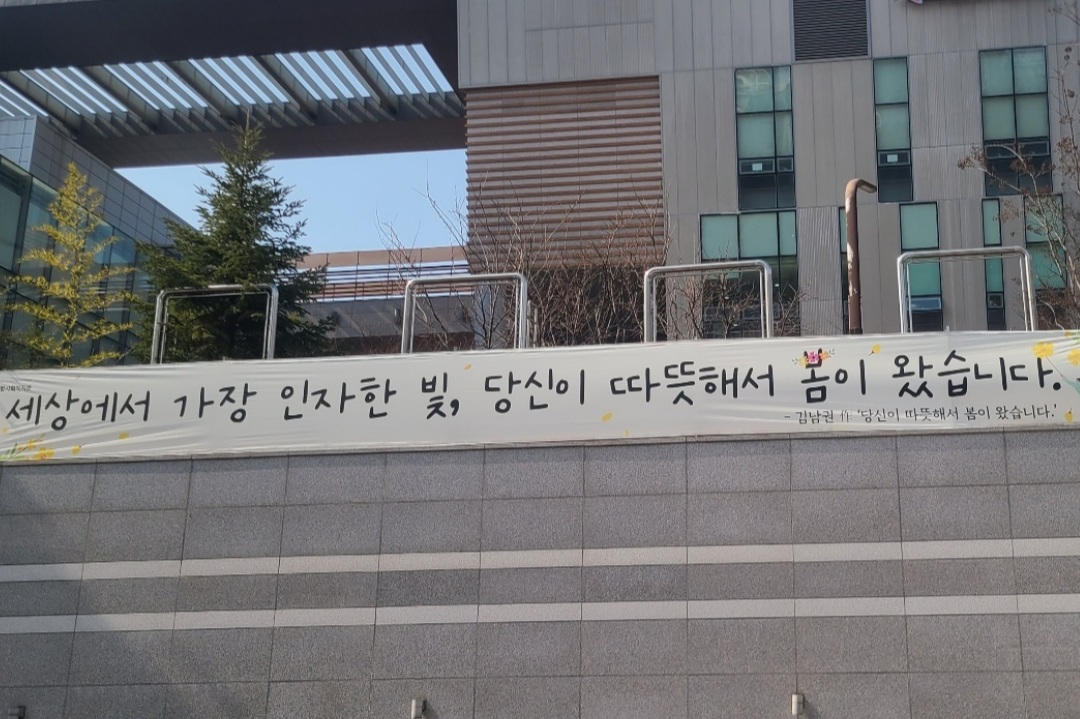 세상에서 가장 인자한 빛, 당신이 따뜻해서 봄이 왔습니다.
- 김남권 作 '당신이 따뜻해서 봄이 왔습니다.'